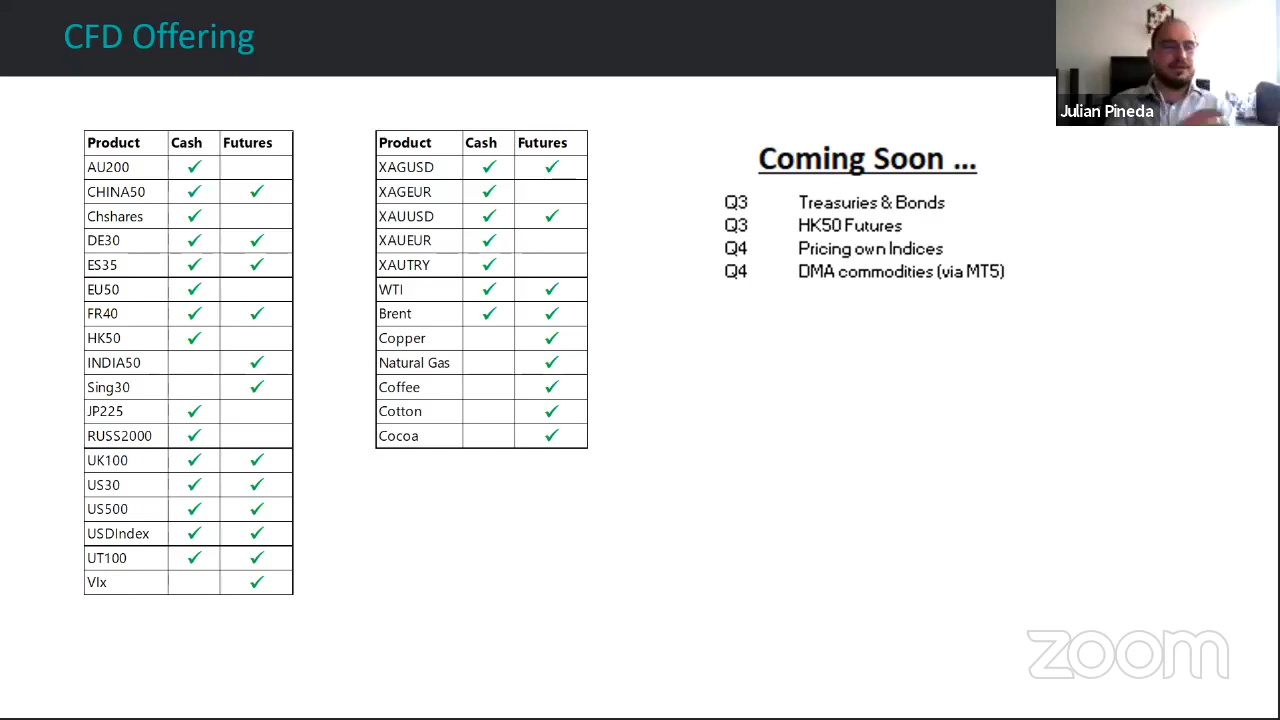 CFD Offering
Julian Pineda
Product Cash Futures
AU200 ✓
CHINA50 ✓ ✓
Chshares ✓
DE30 ✓ ✓
ES35 ✓ ✓
EU50 ✓
FR40 ✓ ✓
HK50 ✓
INDIA50 ✓
Sing30 ✓
JP225 ✓
RUSS2000 ✓
UK100 ✓ ✓
US30 ✓ ✓
US500 ✓ ✓
USDIndex ✓ ✓
UT100 ✓ ✓
VIx ✓
Product Cash Futures
XAGUSD ✓ ✓
XAGEUR ✓
XAUUSD ✓ ✓
XAUEUR ✓
XAUTRY ✓
WTI ✓ ✓
Brent ✓ ✓
Copper ✓
Natural Gas ✓
Coffee ✓
Cotton ✓
Cocoa ✓
Coming Soon ...
Q3 Treasuries & Bonds
Q3 HK50 Futures
Q4 Pricing own Indices
Q4 DMA commodities (via MT5)
zoom